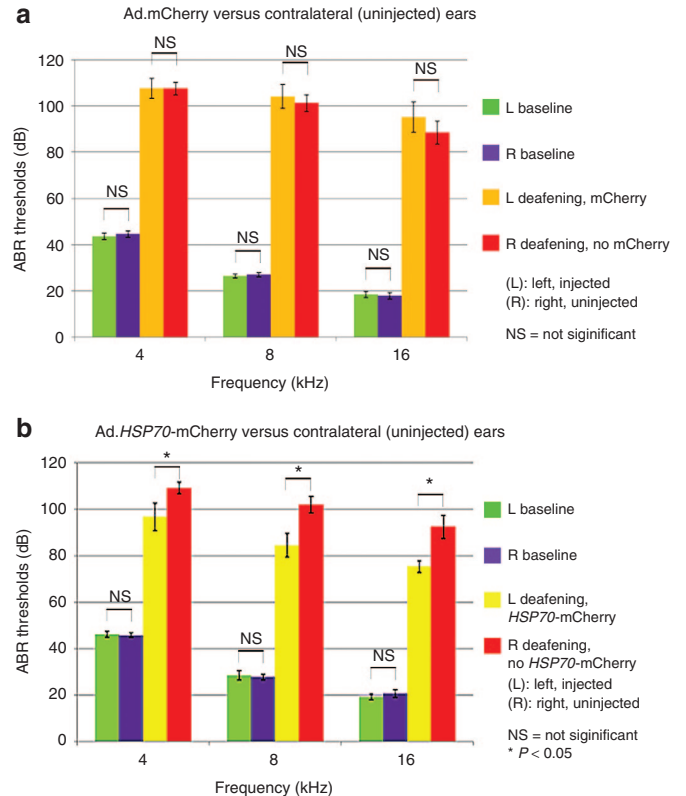 a
Ad.mCherry versus contralateral (uninjected) ears
120
100
80
60
40
20
0
ABR thresholds (dB)
NS
NS
NS
NS
NS
NS
4
8
16
Frequency (kHz)
L baseline
R baseline
L deafening, mCherry
R deafening, no mCherry
(L): left, injected
(R): right, uninjected
NS = not siginificant
b
Ad.HSP70-mCherry versus contralateral (uninjected) ears
120
100
80
60
40
20
0
ABR thresholds (dB)
*
*
*
NS
NS
NS
4
8
16
Frequency (kHz)
L baseline
R baseline
L deafening,
HSP70-mCherry
R deafening,
no HSP70-mCherry
(L): left, injected
(R): right, uninjected
NS = not siginificant
* P < 0.05